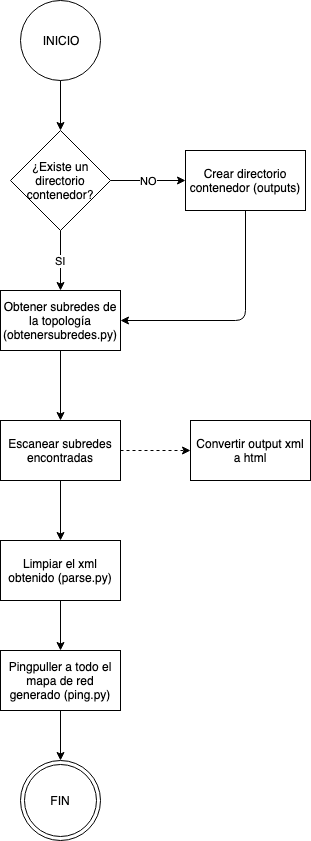 INICIO
¿Existe un
directorio
contenedor?
NO
Crear directorio
contenedor (outputs)
SI
Obtener subredes de
la topología
(obtenersubredes.py)
Escanear subredes
encontradas
Convertir output xml
a html
Limpiar el xml
obtenido (parse.py)
Pingpuller a todo el
mapa de red
generado (ping.py)
FIN